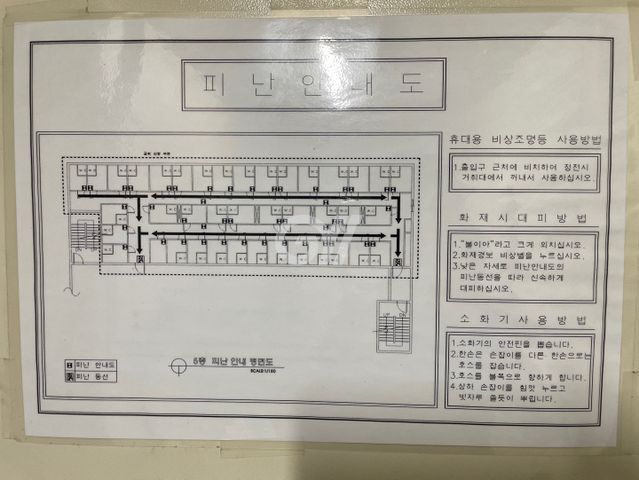 피 난 안 내 도
휴대용 비상조명등 사용방법
1.출입구 근처에 비치하여 정전시
거취대에서 꺼내서 사용하십시오.
화 재 시 대 피 방 법
1."불이야"라고 크게 외치십시오.
2.화재경보 비상벨을 누르십시오.
3.낮은 자세로 피난안내도의
피난동선을 따라 신속하게
대피하십시오.
소 화 기 사 용 방 법
1.소화기의 안전핀을 뽑습니다.
2.한손은 손잡이를 다른 한손으로는
호스를 잡습니다.
3.호스를 불쪽으로 향하게 합니다.
4.상하 손잡이를 힘껏 누르고
빗자루 쓸듯이 뿌립니다.
피난 안내 평면도
SCALE:1/100
피난 안내도
피난 동선